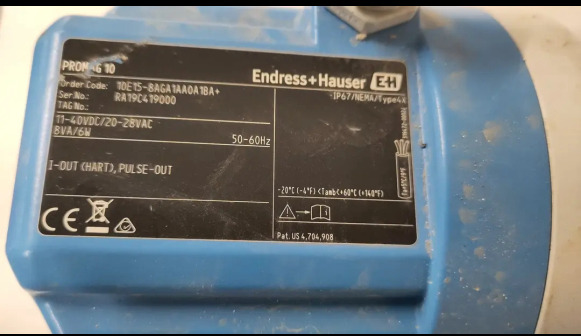 PROMAG 10
Endress+Hauser EH
Order Code: 10E15-8AGA1AA0A1BA+
Ser.No.: RA19C419000
TAG No.:
IP67/NEMA/Type4x
11-40VDC/20-28VAC
8VA/6W
50-60Hz
I-OUT (HART), PULSE-OUT
-20°C (-4°F) <Tamb<+60°C (+140°F)
Pat. US 4,704,908
CE